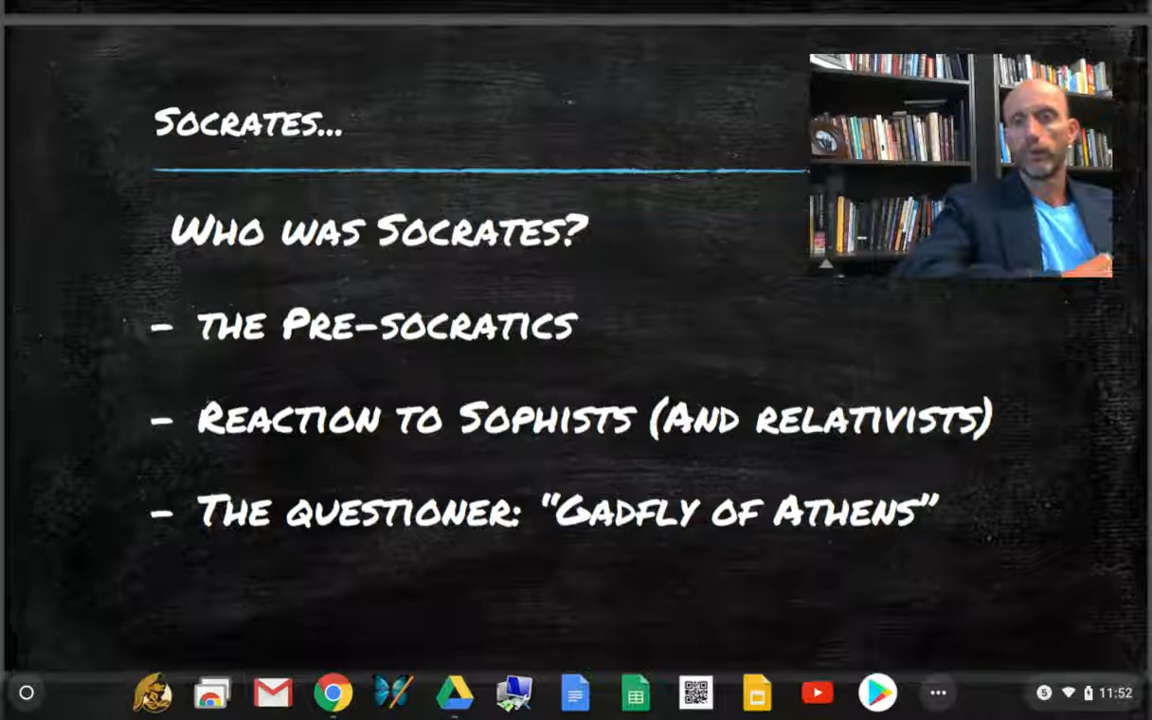 Socrates...
Who was Socrates?
- the Pre-socratics
- Reaction to Sophists (And relativists)
- The questioner: “Gadfly of Athens”
5 11:52